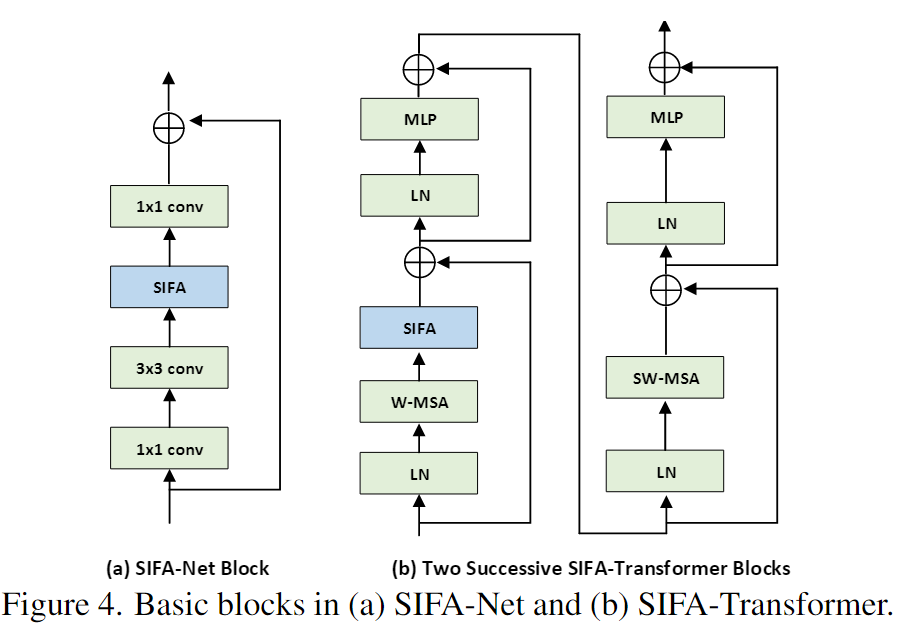 1x1 conv
SIFA
3x3 conv
1x1 conv
MLP
LN
SIFA
W-MSA
LN
MLP
LN
SW-MSA
LN
(a) SIFA-Net Block
(b) Two Successive SIFA-Transformer Blocks
Figure 4. Basic blocks in (a) SIFA-Net and (b) SIFA-Transformer.